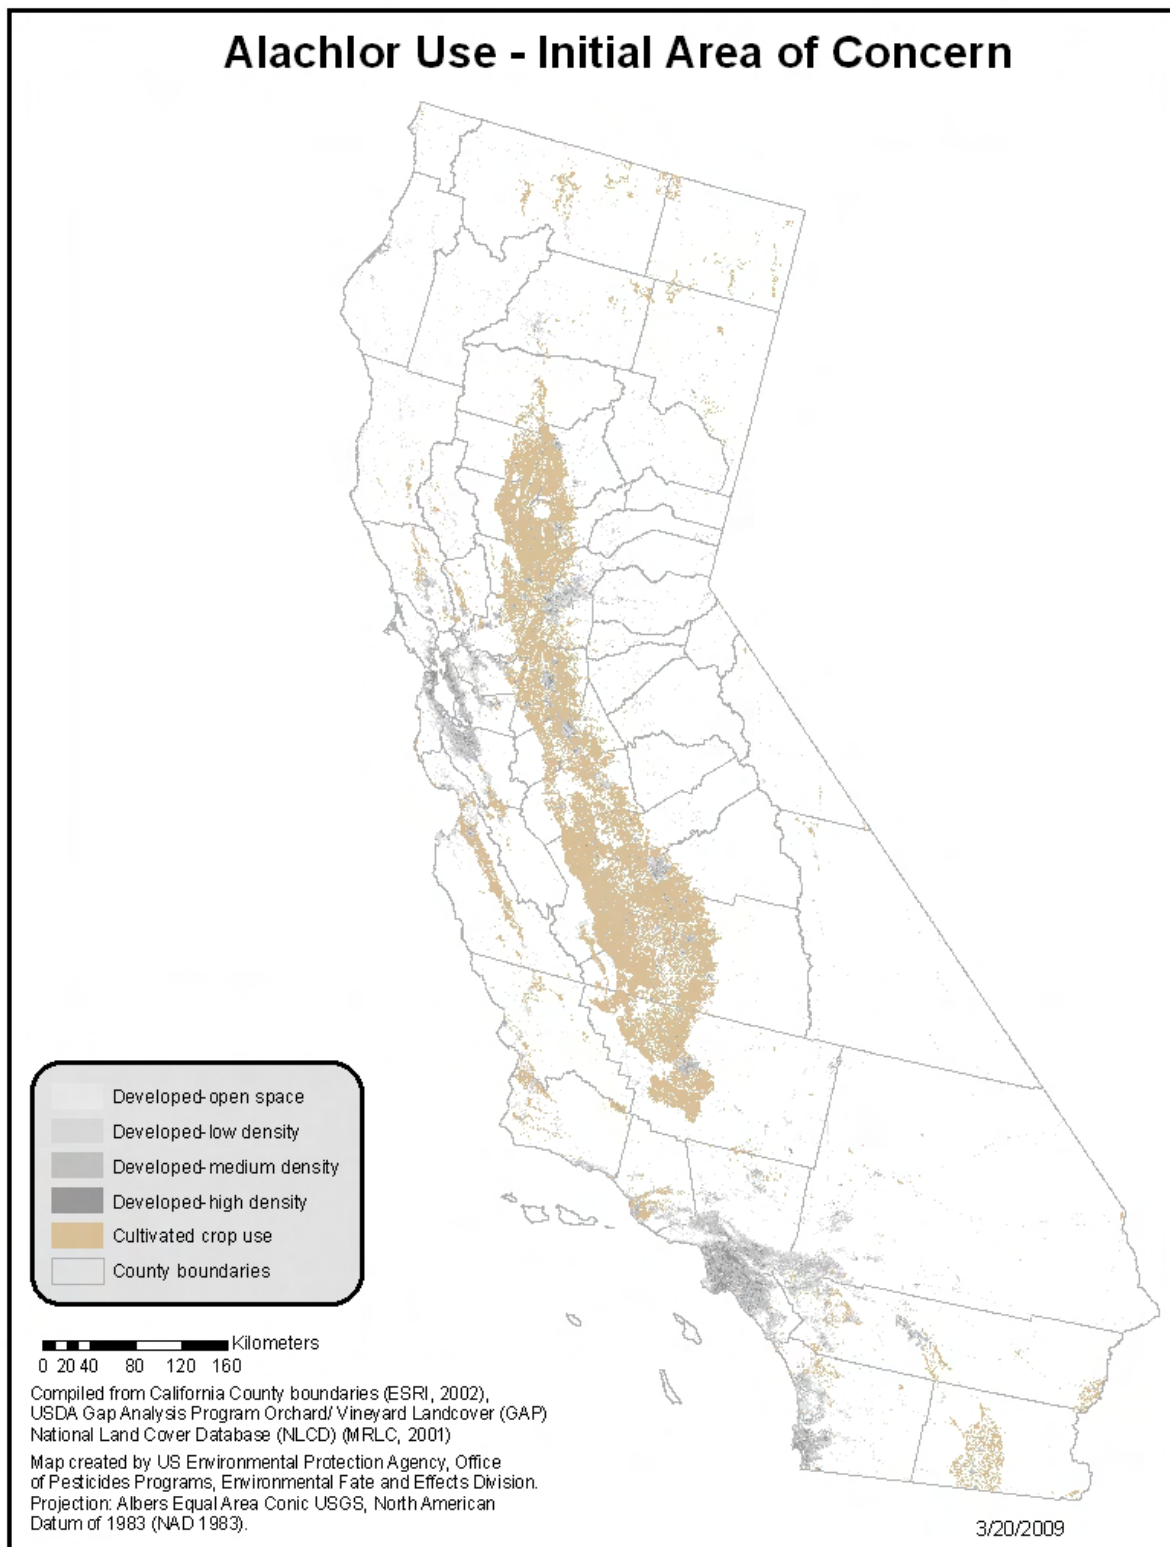 Alachlor Use - Initial Area of Concern
Developed-open space
Developed-low density
Developed-medium density
Developed-high density
Cultivated crop use
County boundaries
Kilometers
0 20 40 80 120 160
Compiled from California County boundaries (ESRI, 2002),
USDA Gap Analysis Program Orchard/ Vineyard Landcover (GAP)
National Land Cover Database (NLCD) (MRLC, 2001)
Map created by US Environmental Protection Agency, Office
of Pesticides Programs, Environmental Fate and Effects Division.
Projection: Albers Equal Area Conic USGS, North American
Datum of 1983 (NAD 1983).
3/20/2009